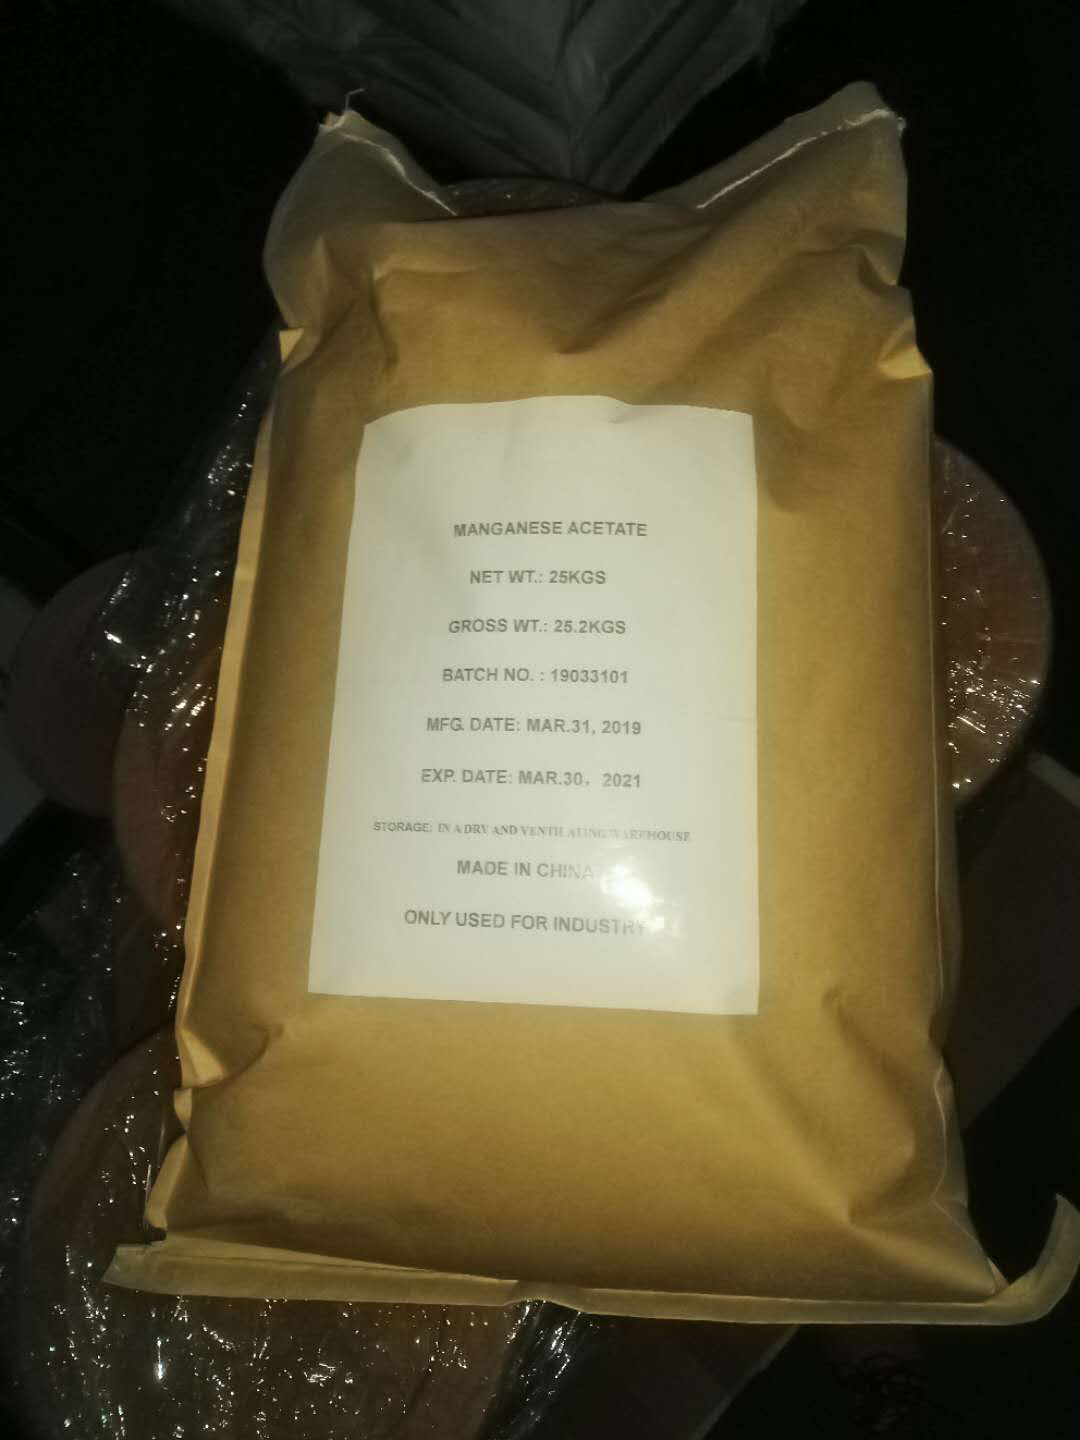 MANGANESE ACETATE
NET WT.: 25KGS
GROSS WT.: 25.2KGS
BATCH NO. : 19033101
MFG. DATE: MAR.31, 2019
EXP. DATE: MAR.30, 2021
STORAGE: IN A DRY AND VENTILATING WAREHOUSE
MADE IN CHINA
ONLY USED FOR INDUSTRY